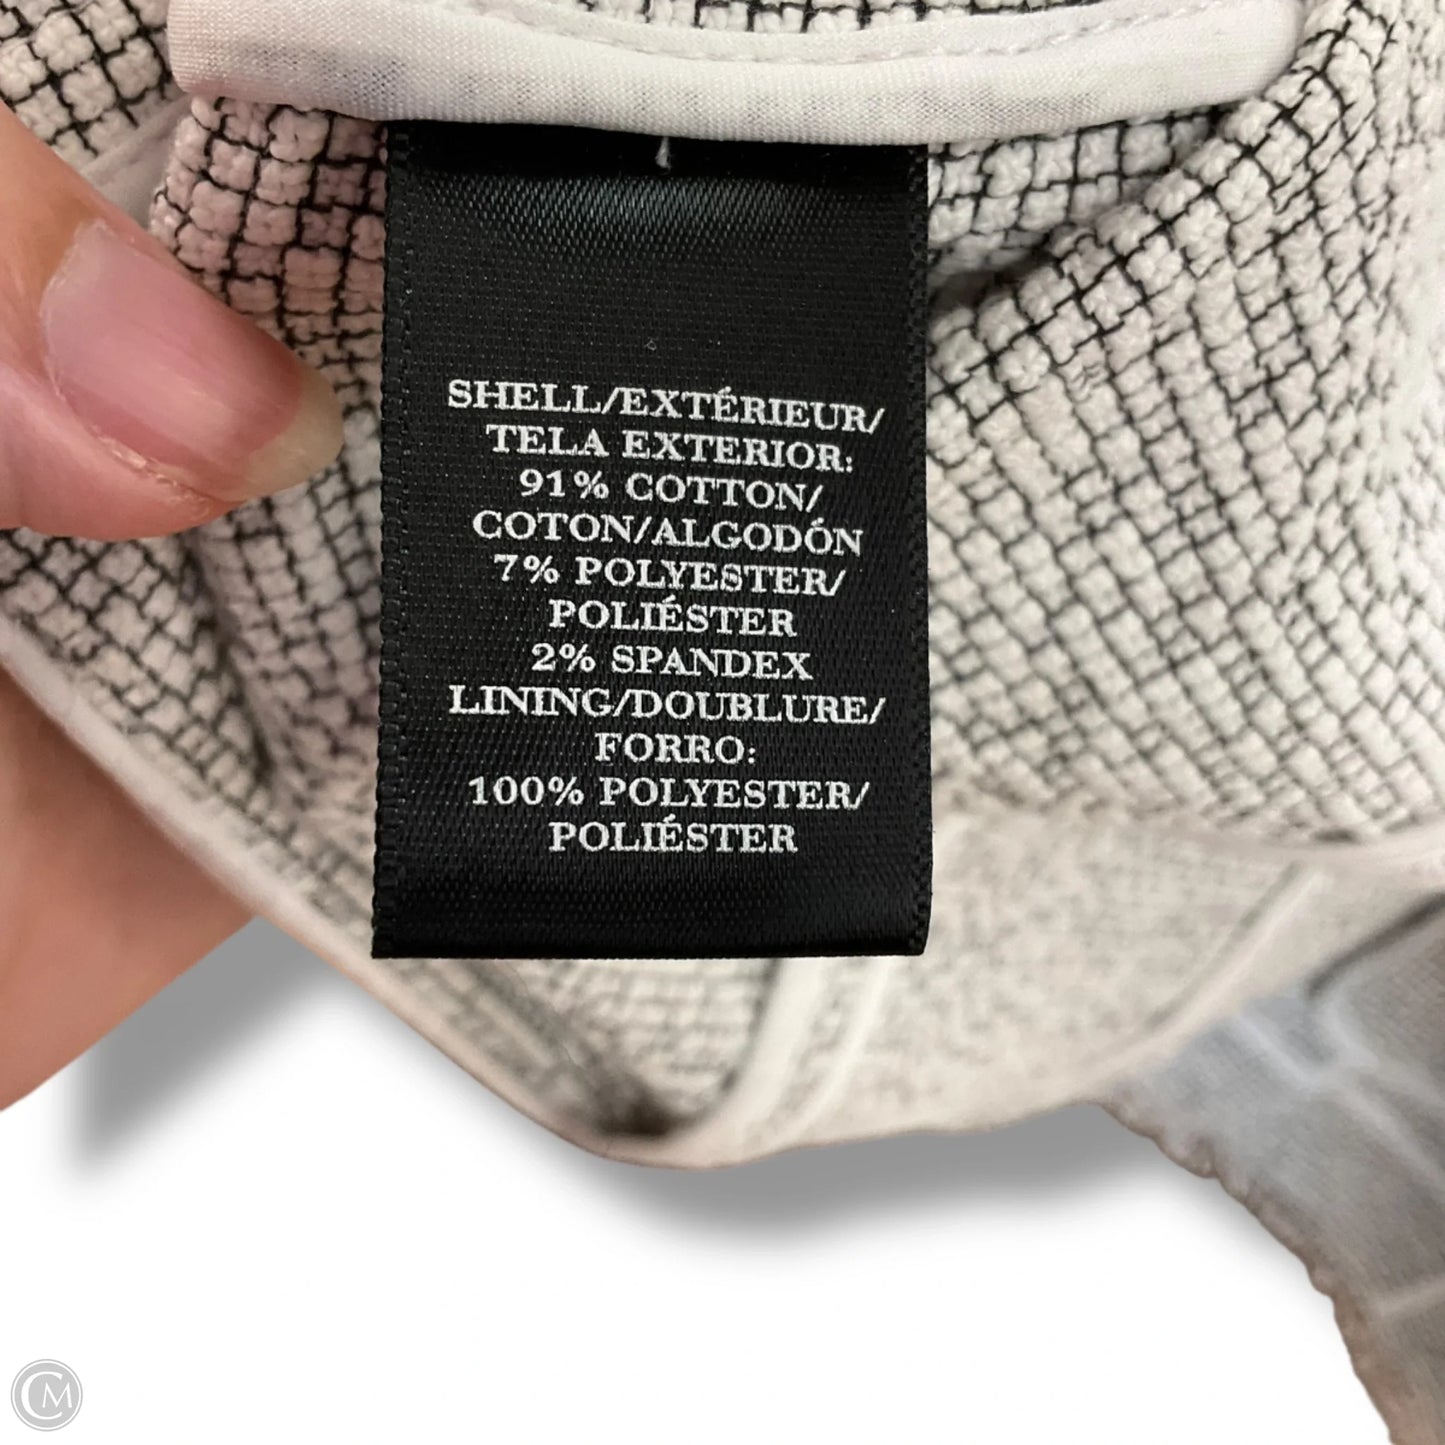 SHELL/EXTÉRIEUR/
TELA EXTERIOR:
91% COTTON/
COTON/ALGODÓN
7% POLYESTER/
POLIÉSTER
2% SPANDEX
LINING/DOUBLURE/
FORRO:
100% POLYESTER/
POLIÉSTER
CM